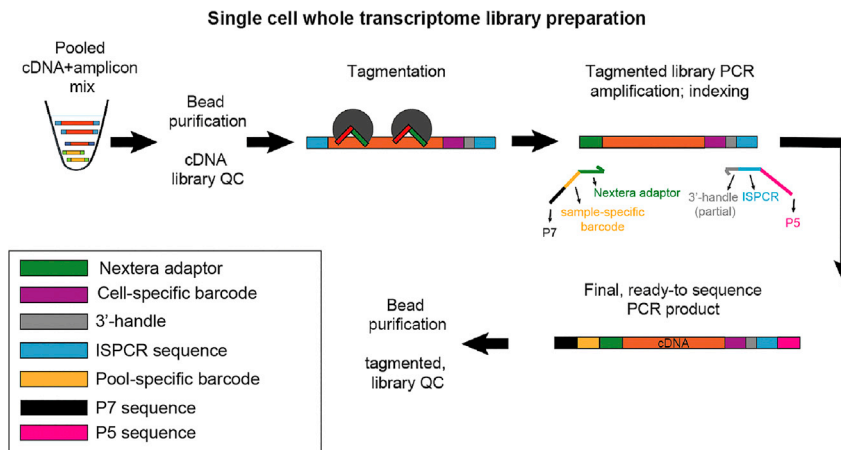 Single cell whole transcriptome library preparation
Pooled
cDNA+amplicon
mix
Bead
purification
cDNA
library QC
Tagmentation
Tagmented library PCR
amplification; indexing
Nextera adaptor
sample-specific
barcode
P7
3'-handle
(partial)
ISPCR
P5
Nextera adaptor
Cell-specific barcode
3'-handle
ISPCR sequence
Pool-specific barcode
P7 sequence
P5 sequence
Bead
purification
tagmented,
library QC
Final, ready-to sequence
PCR product
cDNA